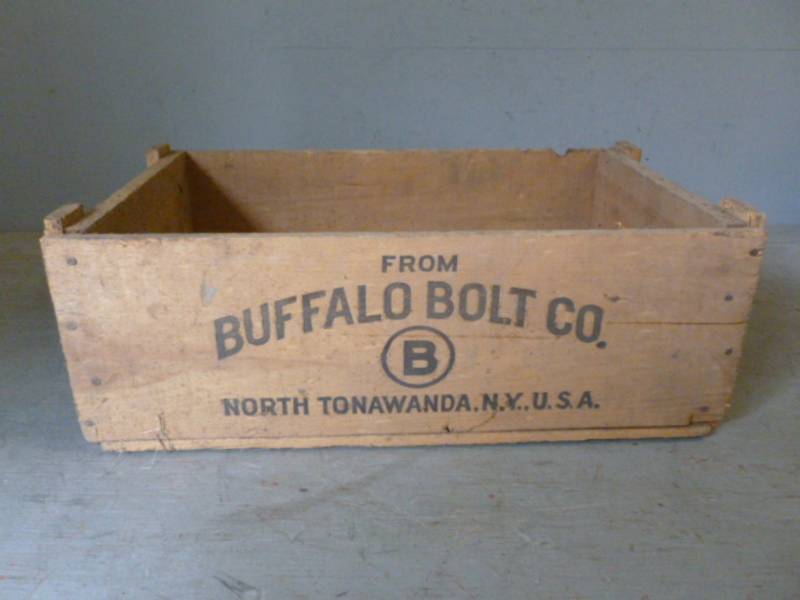 FROM
BUFFALO BOLT CO.
B
NORTH TONAWANDA. N.Y., U.S.A.